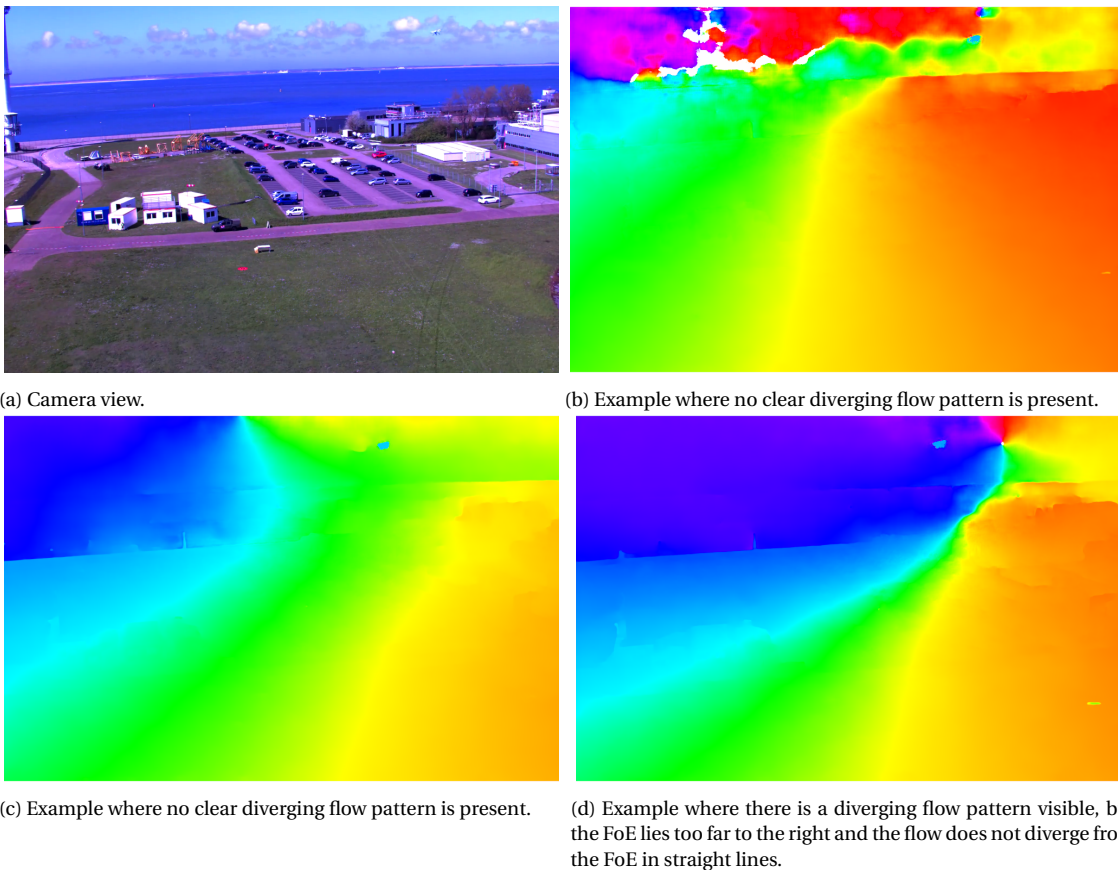 (a) Camera view.
(b) Example where no clear diverging flow pattern is present.
(c) Example where no clear diverging flow pattern is present.
(d) Example where there is a diverging flow pattern visible, b
the FoE lies too far to the right and the flow does not diverge fro
the FoE in straight lines.